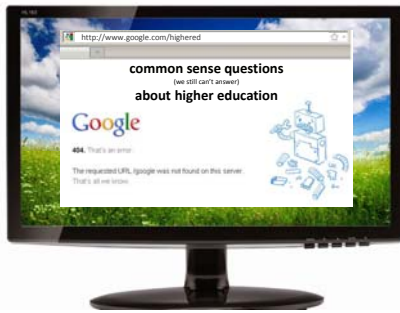 http://www.google.com/highered
common sense questions
(we still can't answer)
about higher education
Google
404. That's an error.
The requested URL /google was not found on this server.
That's all we know.